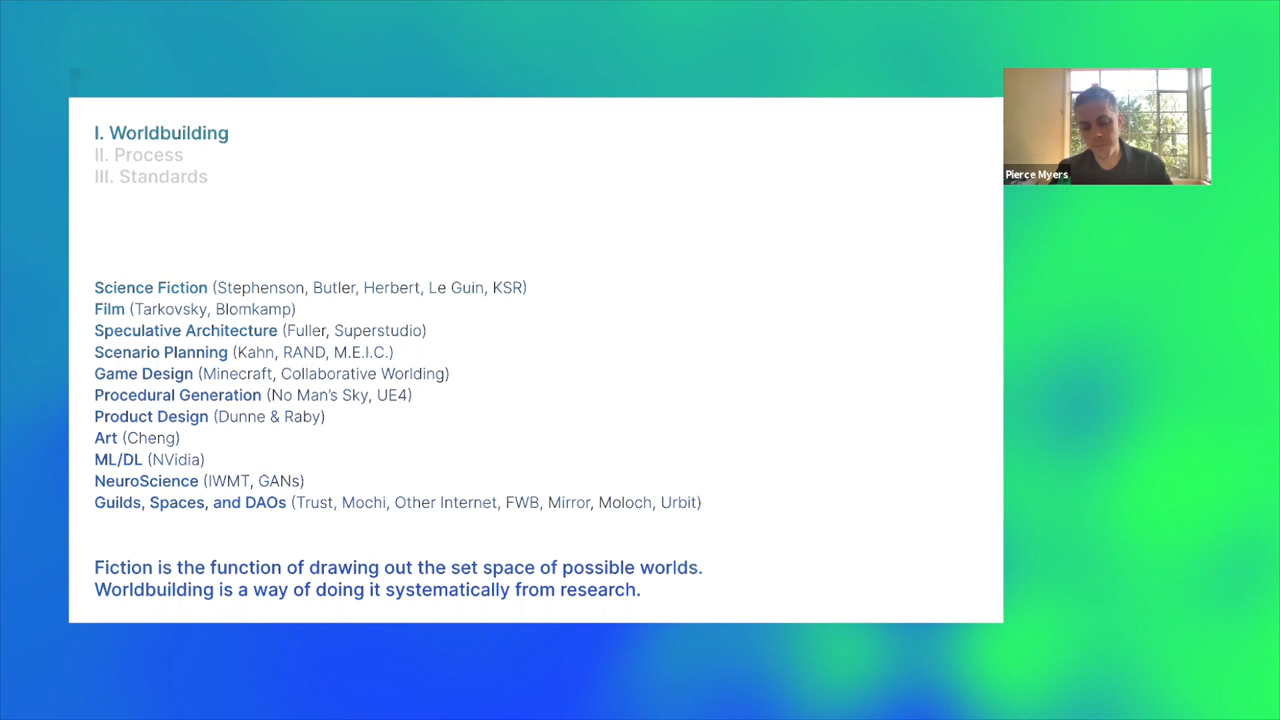 I. Worldbuilding
II. Process
III. Standards
Science Fiction (Stephenson, Butler, Herbert, Le Guin, KSR)
Film (Tarkovsky, Blomkamp)
Speculative Architecture (Fuller, Superstudio)
Scenario Planning (Kahn, RAND, M.E.I.C.)
Game Design (Minecraft, Collaborative Worlding)
Procedural Generation (No Man's Sky, UE4)
Product Design (Dunne & Raby)
Art (Cheng)
ML/DL (NVidia)
NeuroScience (IWMT, GANs)
Guilds, Spaces, and DAOs (Trust, Mochi, Other Internet, FWB, Mirror, Moloch, Urbit)
Fiction is the function of drawing out the set space of possible worlds.
Worldbuilding is a way of doing it systematically from research.
Pierce Myers